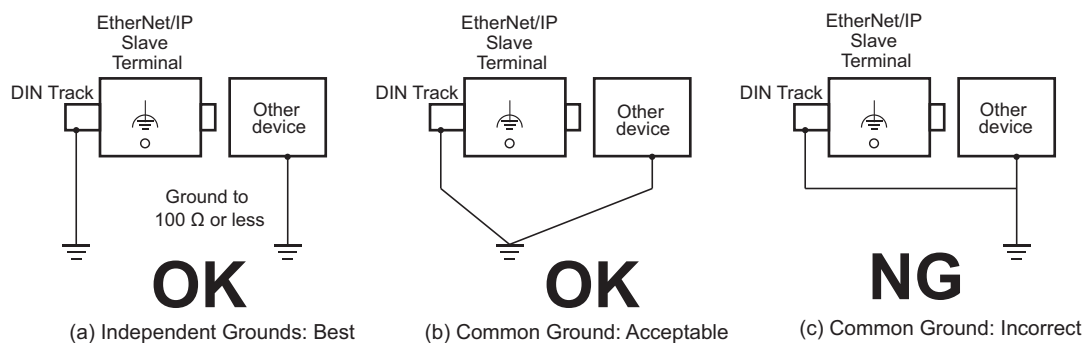 EtherNet/IP
Slave
Terminal
DIN Track
Other
device
Ground to
100 Ω or less
OK
(a) Independent Grounds: Best
EtherNet/IP
Slave
Terminal
DIN Track
Other
device
OK
(b) Common Ground: Acceptable
EtherNet/IP
Slave
Terminal
DIN Track
Other
device
NG
(c) Common Ground: Incorrect